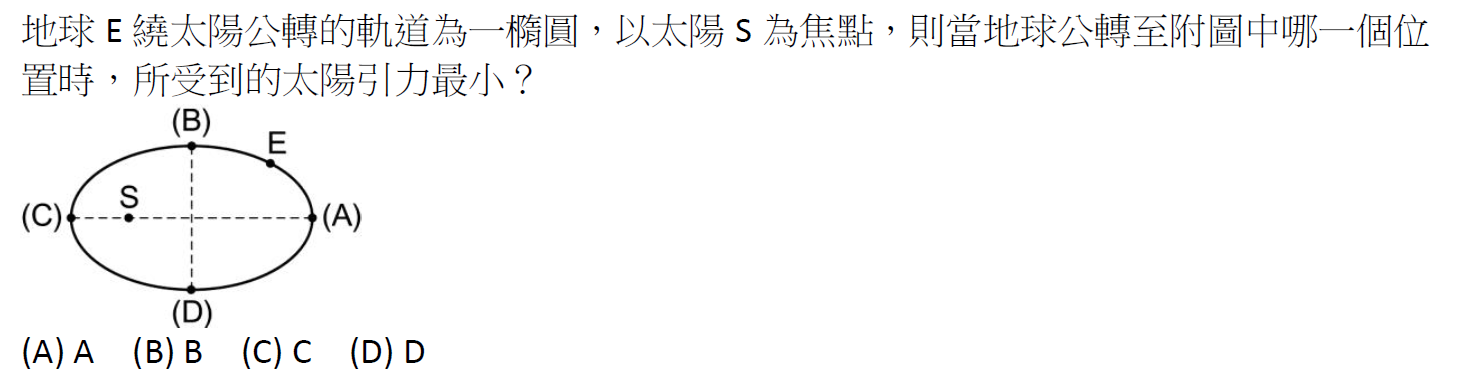 地球 E 繞太陽公轉的軌道為一橢圓，以太陽 S 為焦點，則當地球公轉至附圖中哪一個位
置時，所受到的太陽引力最小？
(B)
E
S
(C)
(A)
(D)
(A) A (B) B (C) C (D) D